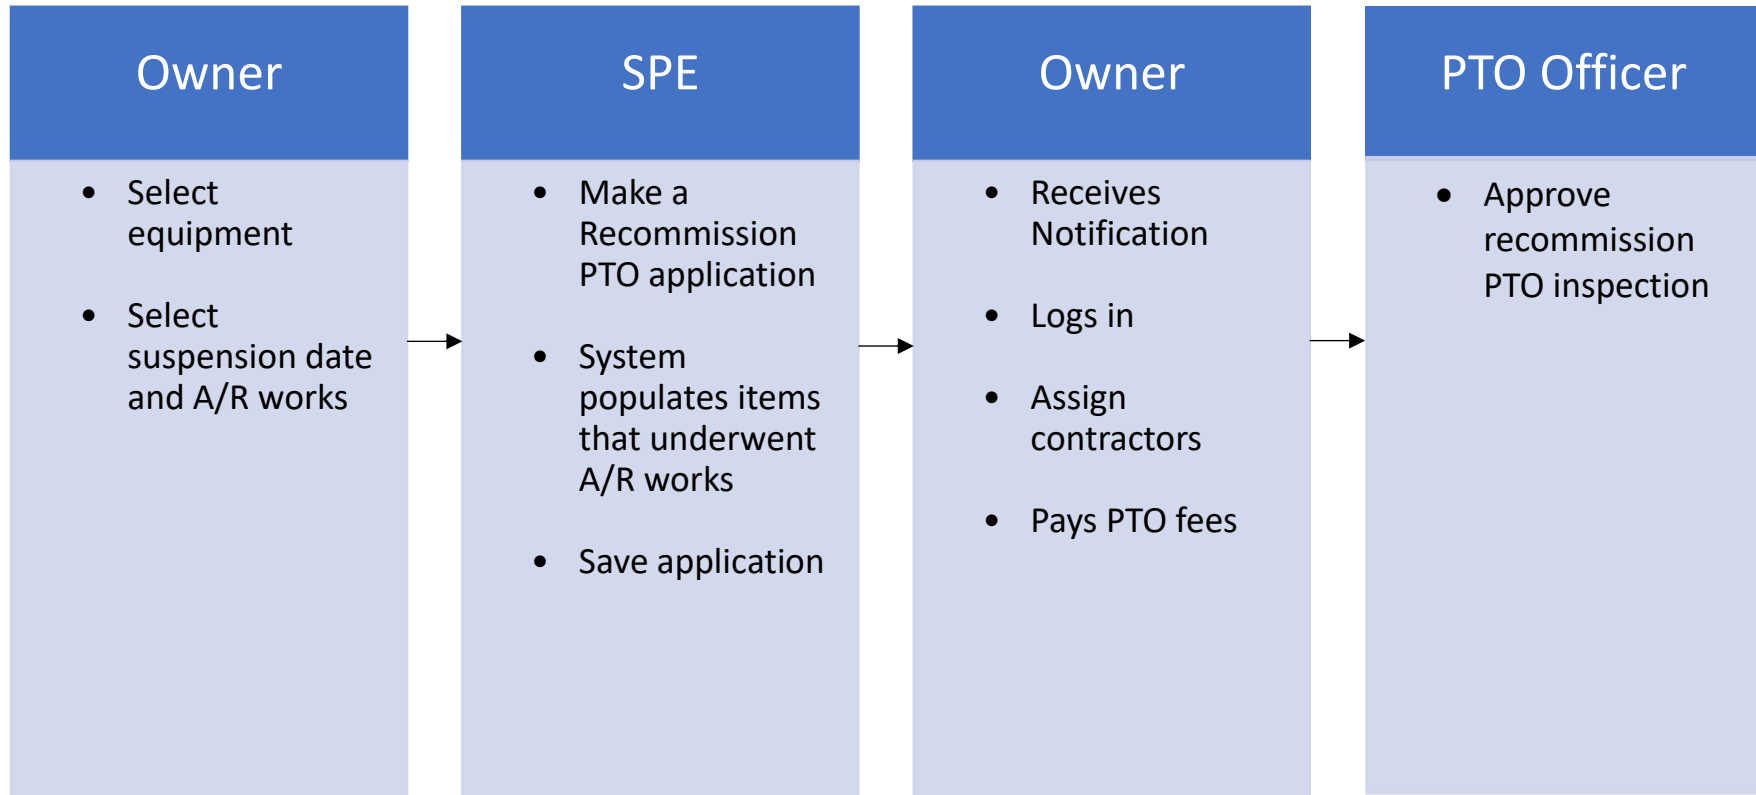 Owner
• Select
equipment
• Select
suspension date
and A/R works
SPE
• Make a
Recommission
PTO application
• System
populates items
that underwent
A/R works
• Save application
Owner
• Receives
Notification
• Logs in
• Assign
contractors
• Pays PTO fees
PTO Officer
• Approve
recommission
PTO inspection